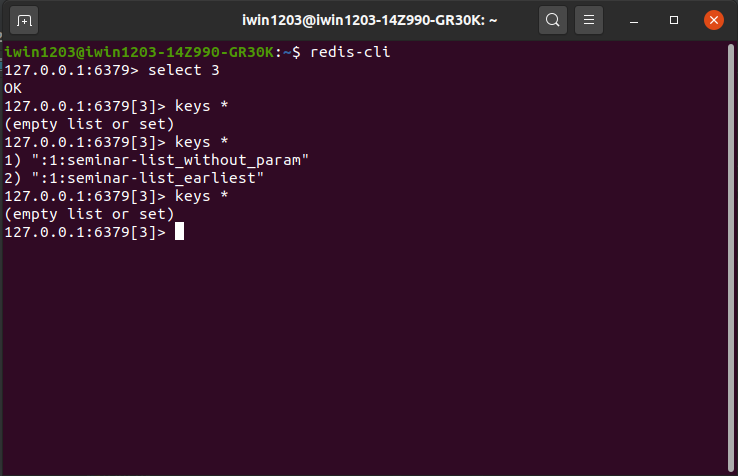 iwin1203@iwin1203-14Z990-GR30K: ~
iwin1203@iwin1203-14Z990-GR30K:~$ redis-cli
127.0.0.1:6379> select 3
OK
127.0.0.1:6379[3]> keys *
(empty list or set)
127.0.0.1:6379[3]> keys *
1) ":1:seminar-list_without_param"
2) ":1:seminar-list_earliest"
127.0.0.1:6379[3]> keys *
(empty list or set)
127.0.0.1:6379[3]>